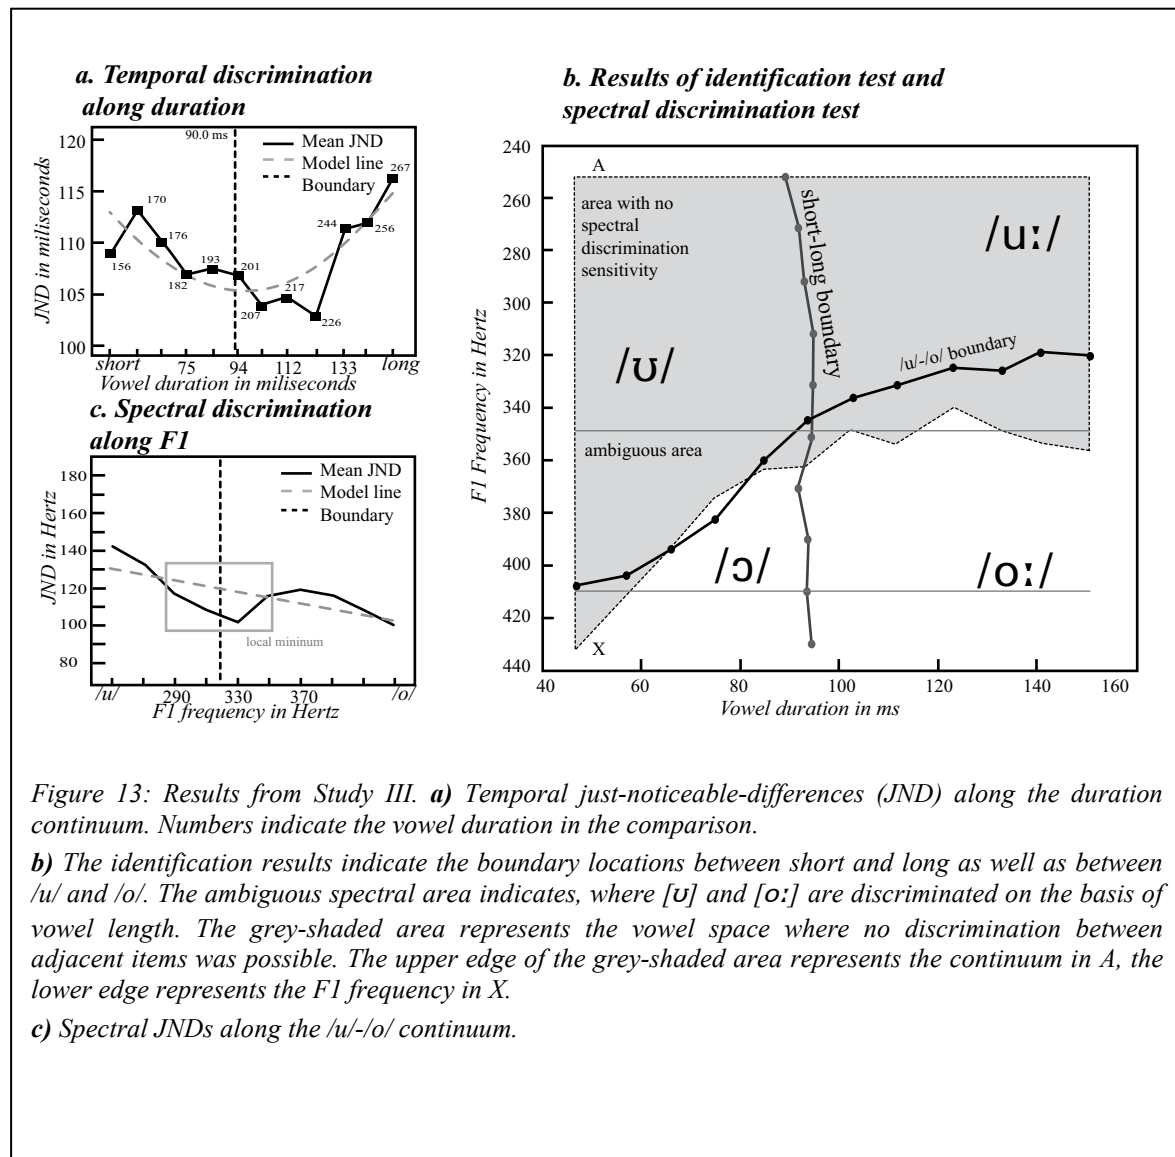 a. Temporal discrimination
along duration
90.0 ms
Mean JND
Model line
Boundary
JND in miliseconds
120
115
110
105
100
156
170
176
182
193
201
207
217
226
244
256
267
short
75
94
112
133
long
Vowel duration in miliseconds
c. Spectral discrimination
along F1
Mean JND
Model line
Boundary
JND in Hertz
180
160
140
120
100
80
local mininum
/u/
290
330
370
/o/
F1 frequency in Hertz
b. Results of identification test and
spectral discrimination test
F1 Frequency in Hertz
240
260
280
300
320
340
360
380
400
420
440
A
area with no
spectral
discrimination
sensitivity
short-long boundary
/uː/
/ʊ/
/u/-/o/ boundary
ambiguous area
/ɔ/
/oː/
X
40
60
80
100
120
140
160
Vowel duration in ms
Figure 13: Results from Study III. a) Temporal just-noticeable-differences (JND) along the duration
continuum. Numbers indicate the vowel duration in the comparison.
b) The identification results indicate the boundary locations between short and long as well as between
/u/ and /o/. The ambiguous spectral area indicates, where [ʊ] and [oː] are discriminated on the basis of
vowel length. The grey-shaded area represents the vowel space where no discrimination between
adjacent items was possible. The upper edge of the grey-shaded area represents the continuum in A, the
lower edge represents the F1 frequency in X.
c) Spectral JNDs along the /u/-/o/ continuum.